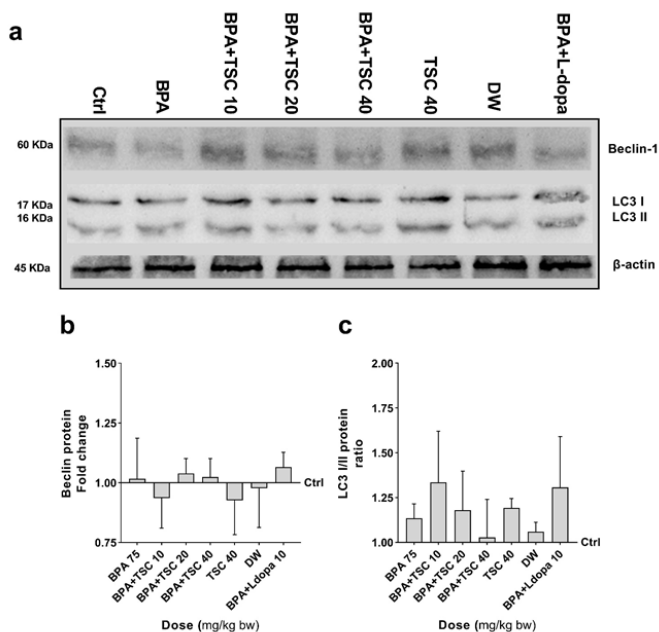 a
Ctrl
BPA
BPA+TSC 10
BPA+TSC 20
BPA+TSC 40
TSC 40
DW
BPA+L-dopa
60 KDa
Beclin-1
17 KDa
LC3 I
16 KDa
LC3 II
45 KDa
β-actin
b
Beclin protein
Fold change
1.50
1.25
1.00
0.75
Ctrl
BPA 75
BPA+TSC 10
BPA+TSC 20
BPA+TSC 40
TSC 40
DW
BPA+Ldopa 10
Dose (mg/kg bw)
c
LC3 I/II protein
ratio
2.00
1.75
1.50
1.25
1.00
Ctrl
BPA 75
BPA+TSC 10
BPA+TSC 20
BPA+TSC 40
TSC 40
DW
BPA+Ldopa 10
Dose (mg/kg bw)